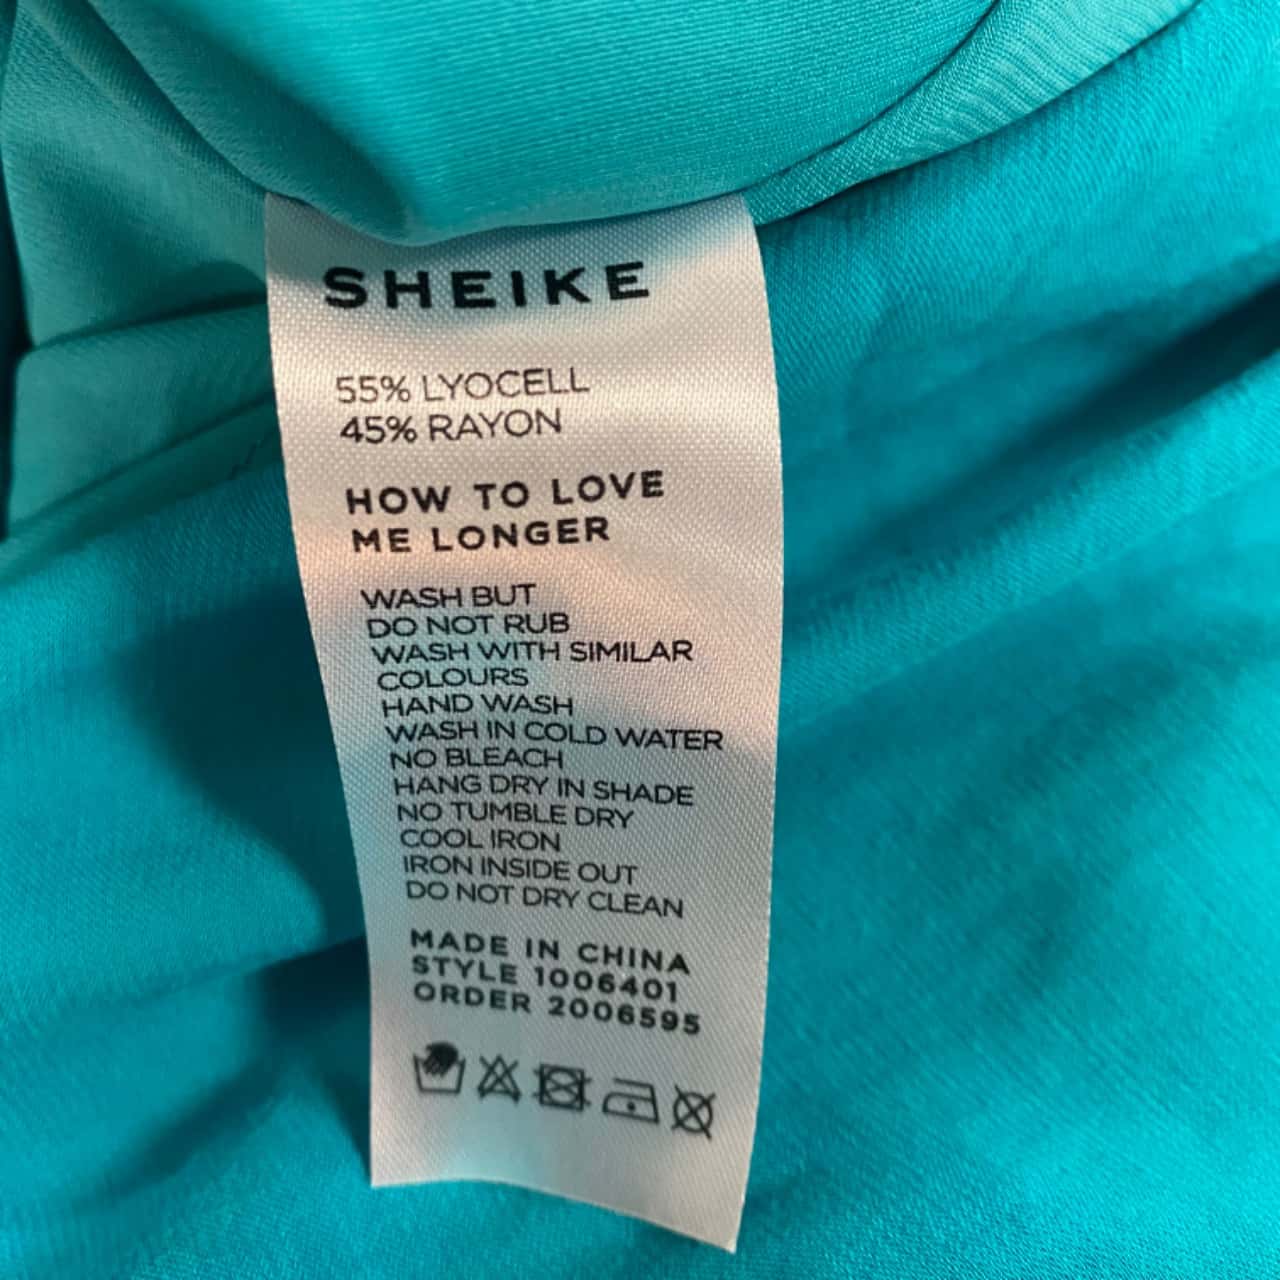 SHEIKE
55% LYOCELL
45% RAYON
HOW TO LOVE
ME LONGER
WASH BUT
DO NOT RUB
WASH WITH SIMILAR
COLOURS
HAND WASH
WASH IN COLD WATER
NO BLEACH
HANG DRY IN SHADE
NO TUMBLE DRY
COOL IRON
IRON INSIDE OUT
DO NOT DRY CLEAN
MADE IN CHINA
STYLE 1006401
ORDER 2006595